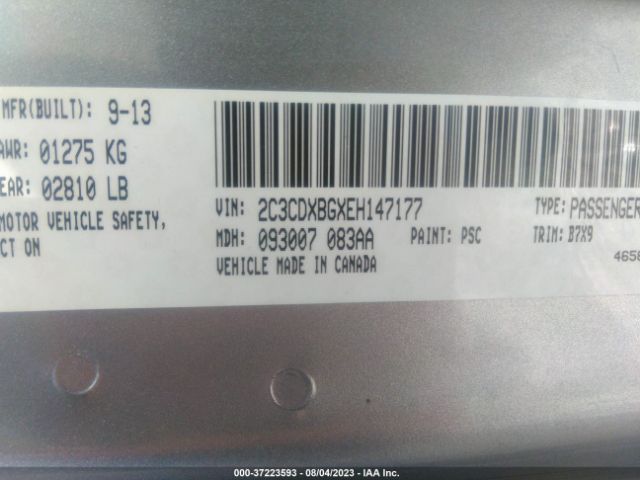 MFR(BUILT): 9-13
AWR: 01275 KG
EAR: 02810 LB
MOTOR VEHICLE SAFETY,
CT ON
VIN: 2C3CDXBGXEH147177 TYPE: PASSENGER
MDH: 093007 083AA PAINT: PSC TRIM: B7X9
VEHICLE MADE IN CANADA
4658
000-37223593 - 08/04/2023 - IAA Inc.